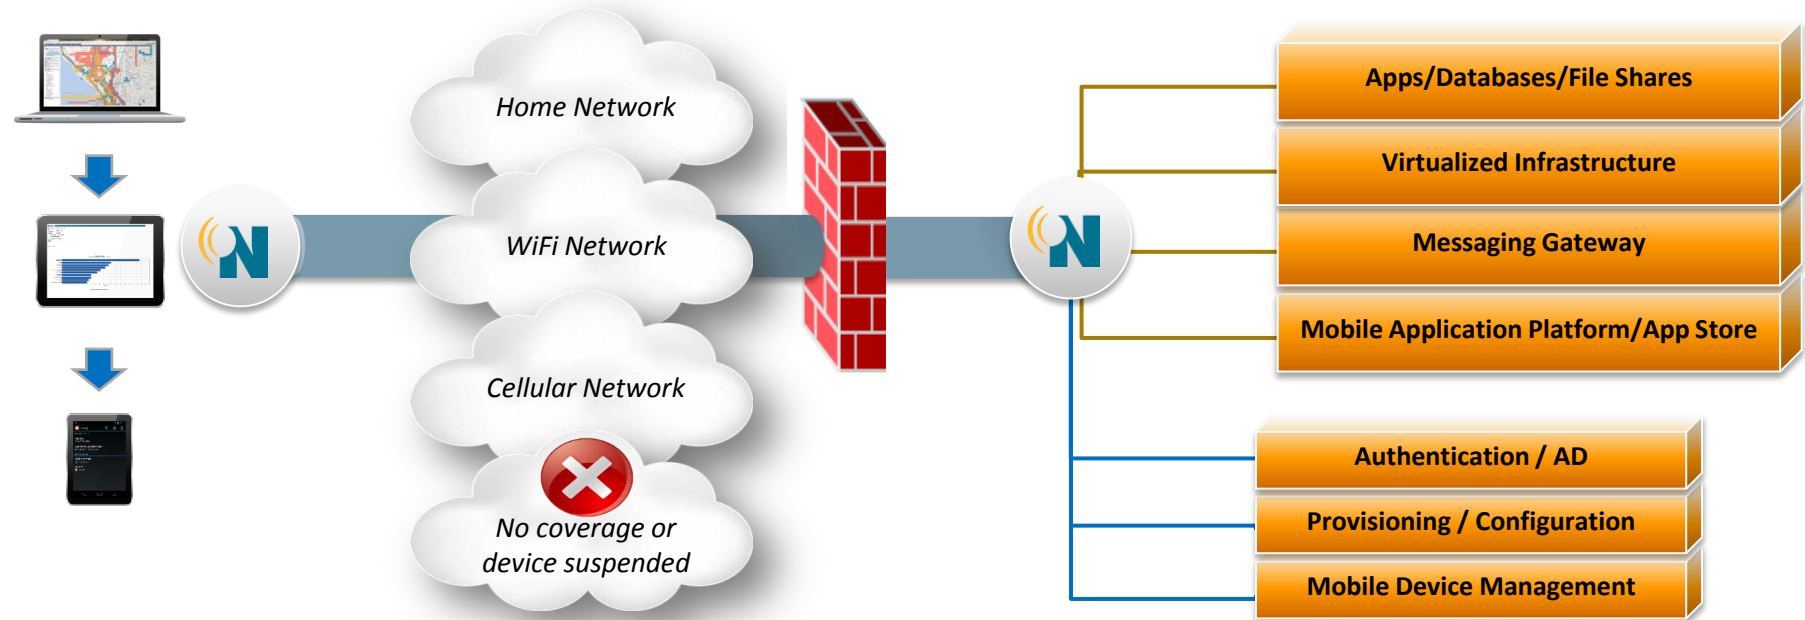 Home Network
WiFi Network
Cellular Network
No coverage or
device suspended
N
N
Apps/Databases/File Shares
Virtualized Infrastructure
Messaging Gateway
Mobile Application Platform/App Store
Authentication / AD
Provisioning / Configuration
Mobile Device Management